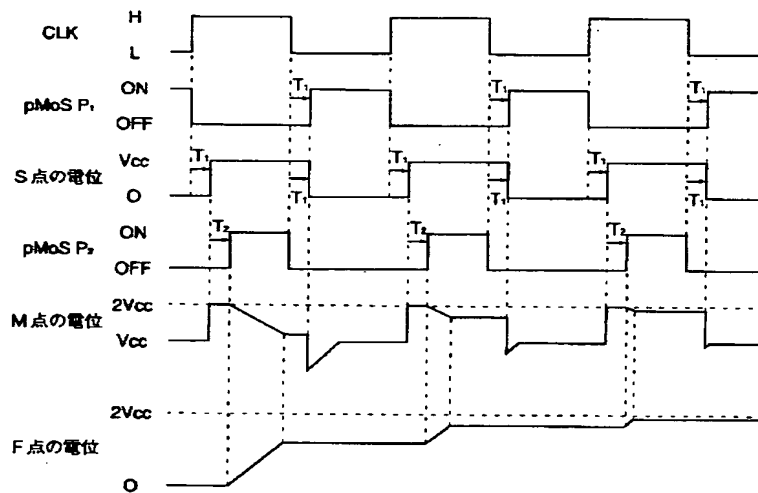 CLK
H
L
pMoS P₁
ON
OFF
T₁ T₁ T₁
S点の電位
Vcc
O
T₁ T₁ T₁ T₁ T₁ T₁
pMoS P₂
ON
OFF
T₂ T₂ T₂
M点の電位
2Vcc
Vcc
F点の電位
2Vcc
O